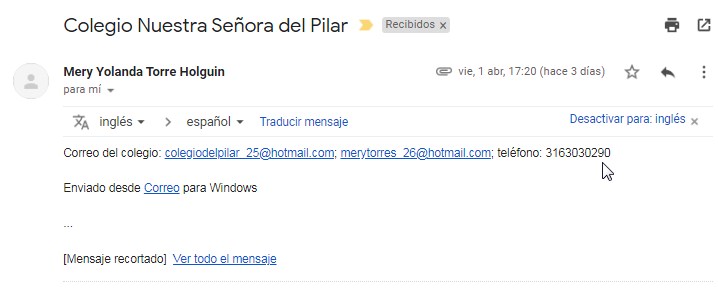 Colegio Nuestra Señora del Pilar Recibidos x
Mery Yolanda Torre Holguin vie, 1 abr, 17:20 (hace 3 días)
para mí
inglés > español Traducir mensaje Desactivar para: inglés x
Correo del colegio: colegiodelpilar_25@hotmail.com; merytorres_26@hotmail.com; teléfono: 3163030290
Enviado desde Correo para Windows
...
[Mensaje recortado] Ver todo el mensaje